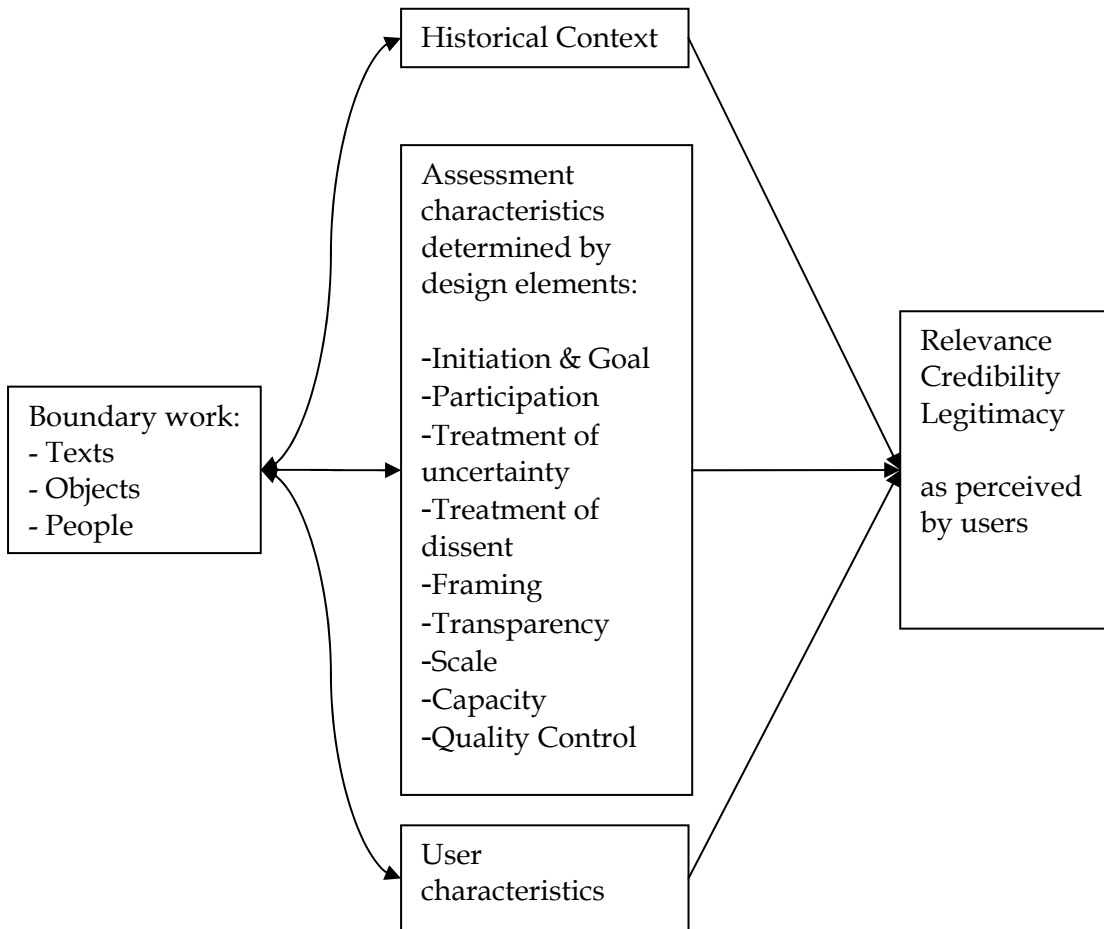 Historical Context
Assessment
characteristics
determined by
design elements:
-Initiation & Goal
-Participation
-Treatment of
uncertainty
-Treatment of
dissent
-Framing
-Transparency
-Scale
-Capacity
-Quality Control
Boundary work:
- Texts
- Objects
- People
Relevance
Credibility
Legitimacy
as perceived
by users
User
characteristics